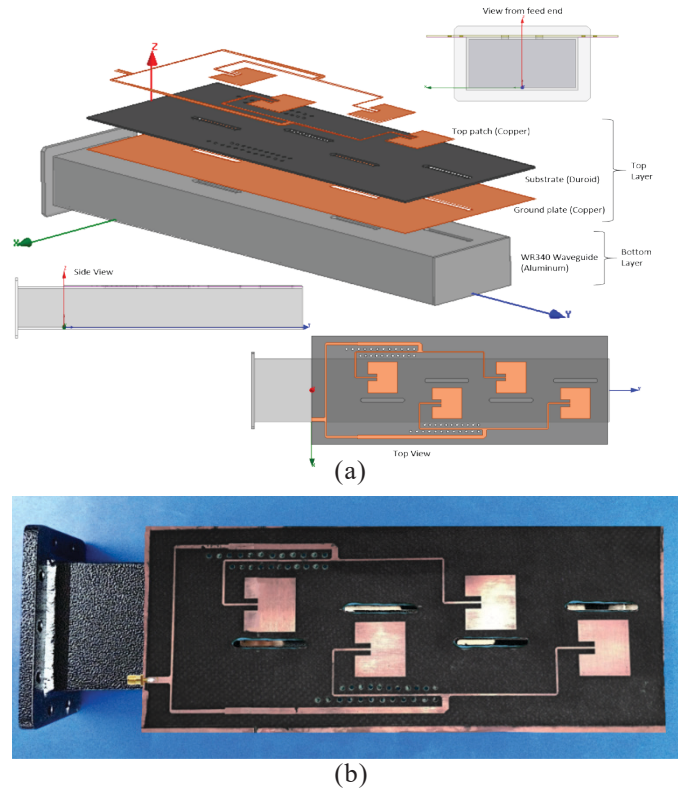 View from feed end
Z
Top patch (Copper)
Substrate (Duroid)
Top
Layer
Ground plate (Copper)
X
WR340 Waveguide
(Aluminum)
Bottom
Layer
Side View
Y
Top View
(a)
(b)